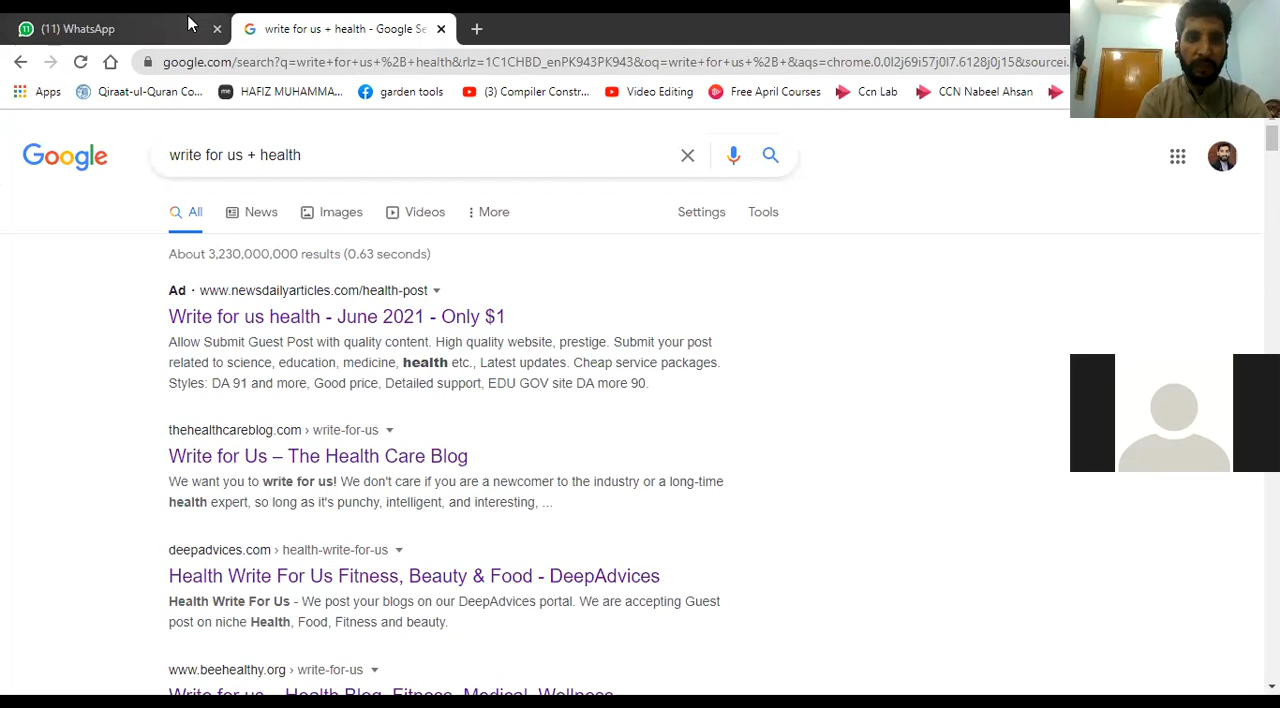 (11) WhatsApp
write for us + health - Google Se
google.com/search?q=write+for+us+%2B+health&rlz=1C1CHBD_enPK943PK943&oq=write+for+us+%2B+&aqs=chrome.0.0l2j69i57j0l7.6128j0j15&sourcei.
Apps
Qiraat-ul-Quran Co...
HAFIZ MUHAMMA...
garden tools
(3) Compiler Constr...
Video Editing
Free April Courses
Ccn Lab
CCN Nabeel Ahsan
Google
write for us + health
All News Images Videos More Settings Tools
About 3,230,000,000 results (0.63 seconds)
Ad · www.newsdailyarticles.com/health-post
Write for us health - June 2021 - Only $1
Allow Submit Guest Post with quality content. High quality website, prestige. Submit your post
related to science, education, medicine, health etc., Latest updates. Cheap service packages.
Styles: DA 91 and more, Good price, Detailed support, EDU GOV site DA more 90.
thehealthcareblog.com › write-for-us
Write for Us – The Health Care Blog
We want you to write for us! We don't care if you are a newcomer to the industry or a long-time
health expert, so long as it's punchy, intelligent, and interesting, ...
deepadvices.com › health-write-for-us
Health Write For Us Fitness, Beauty & Food - DeepAdvices
Health Write For Us - We post your blogs on our DeepAdvices portal. We are accepting Guest
post on niche Health, Food, Fitness and beauty.
www.beehealthy.org › write-for-us
Write for us – Health Blog, Fitness, Medical, Wellness